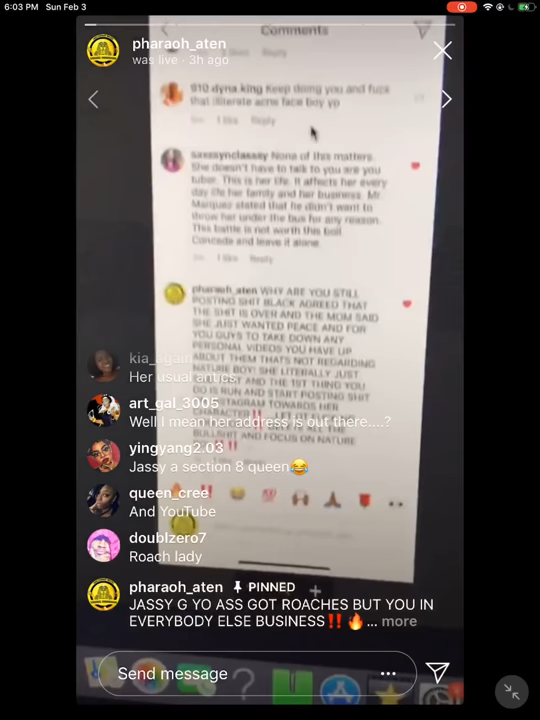 6:03 PM Sun Feb 3
pharaoh_aten
was live · 3h ago
Comments
Reply
910.dyna.king Keep doing you and fuck
that illiterate acne face boy yo
1 like Reply
sasssynclassey None of this matters.
She doesn't have to talk to you are you
tuber. This is her life. It affects her every
day life her family and her business. Mr.
Marquez stated that he didn't want to
throw her under the bus for any reason.
This battle is not worth this boil.
Concede and leave it alone.
1 like Reply
pharaoh_aten WHY ARE YOU STILL
POSTING SHIT BLACK AGREED THAT
THE SHIT IS OVER AND THE MOM SAID
SHE JUST WANTED PEACE AND FOR
YOU GUYS TO TAKE DOWN ANY
PERSONAL VIDEOS YOU HAVE UP
ABOUT THEM THAT'S NOT REGARDING
NATURE BOY. SHE LITERALLY JUST
AND THE 1ST THING YOU
DO IS RUN AND START POSTING SHIT
TOWARDS HER
CHARACTER‼️
ALL THE
BULLSHIT AND FOCUS ON NATURE
‼️
Her usual antics
art_gal_3005
Well I mean her address is out there....?
yingyang2.03
Jassy a section 8 queen😂
queen_cree
And YouTube
doublzero7
Roach lady
pharaoh_aten PINNED
JASSY G YO ASS GOT ROACHES BUT YOU IN
EVERYBODY ELSE BUSINESS‼️🔥... more
Send message